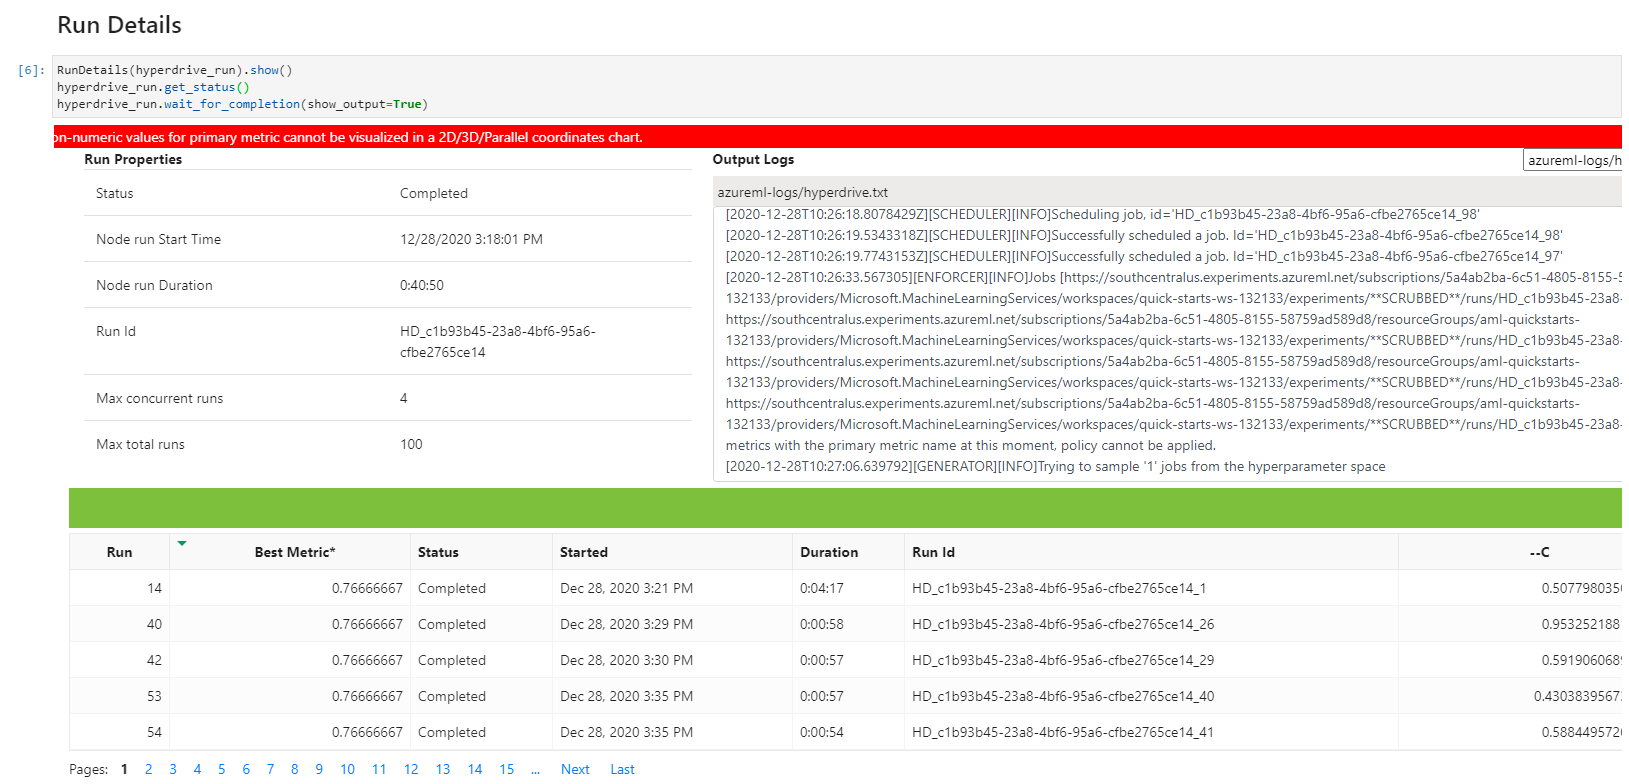 Run Details
[6]:
RunDetails(hyperdrive_run).show()
hyperdrive_run.get_status()
hyperdrive_run.wait_for_completion(show_output=True)
on-numeric values for primary metric cannot be visualized in a 2D/3D/Parallel coordinates chart.
Run Properties
Status Completed
Node run Start Time 12/28/2020 3:18:01 PM
Node run Duration 0:40:50
Run Id HD_c1b93b45-23a8-4bf6-95a6-
cfbe2765ce14
Max concurrent runs 4
Max total runs 100
Output Logs
azureml-logs/h
azureml-logs/hyperdrive.txt
[2020-12-28T10:26:18.8078429Z][SCHEDULER][INFO]Scheduling job, id='HD_c1b93b45-23a8-4bf6-95a6-cfbe2765ce14_98'
[2020-12-28T10:26:19.5343318Z][SCHEDULER][INFO]Successfully scheduled a job. Id='HD_c1b93b45-23a8-4bf6-95a6-cfbe2765ce14_98'
[2020-12-28T10:26:19.7743153Z][SCHEDULER][INFO]Successfully scheduled a job. Id='HD_c1b93b45-23a8-4bf6-95a6-cfbe2765ce14_97'
[2020-12-28T10:26:33.567305][ENFORCER][INFO]Jobs [https://southcentralus.experiments.azureml.net/subscriptions/5a4ab2ba-6c51-4805-8155-5
132133/providers/Microsoft.MachineLearningServices/workspaces/quick-starts-ws-132133/experiments/**SCRUBBED**/runs/HD_c1b93b45-23a8-
https://southcentralus.experiments.azureml.net/subscriptions/5a4ab2ba-6c51-4805-8155-58759ad589d8/resourceGroups/aml-quickstarts-
132133/providers/Microsoft.MachineLearningServices/workspaces/quick-starts-ws-132133/experiments/**SCRUBBED**/runs/HD_c1b93b45-23a8-
https://southcentralus.experiments.azureml.net/subscriptions/5a4ab2ba-6c51-4805-8155-58759ad589d8/resourceGroups/aml-quickstarts-
132133/providers/Microsoft.MachineLearningServices/workspaces/quick-starts-ws-132133/experiments/**SCRUBBED**/runs/HD_c1b93b45-23a8-
https://southcentralus.experiments.azureml.net/subscriptions/5a4ab2ba-6c51-4805-8155-58759ad589d8/resourceGroups/aml-quickstarts-
132133/providers/Microsoft.MachineLearningServices/workspaces/quick-starts-ws-132133/experiments/**SCRUBBED**/runs/HD_c1b93b45-23a8-
metrics with the primary metric name at this moment, policy cannot be applied.
[2020-12-28T10:27:06.639792][GENERATOR][INFO]Trying to sample '1' jobs from the hyperparameter space
Run Best Metric* Status Started Duration Run Id --C
14 0.76666667 Completed Dec 28, 2020 3:21 PM 0:04:17 HD_c1b93b45-23a8-4bf6-95a6-cfbe2765ce14_1 0.507798035
40 0.76666667 Completed Dec 28, 2020 3:29 PM 0:00:58 HD_c1b93b45-23a8-4bf6-95a6-cfbe2765ce14_26 0.953252188
42 0.76666667 Completed Dec 28, 2020 3:30 PM 0:00:57 HD_c1b93b45-23a8-4bf6-95a6-cfbe2765ce14_29 0.591906068
53 0.76666667 Completed Dec 28, 2020 3:35 PM 0:00:57 HD_c1b93b45-23a8-4bf6-95a6-cfbe2765ce14_40 0.4303839567
54 0.76666667 Completed Dec 28, 2020 3:35 PM 0:00:54 HD_c1b93b45-23a8-4bf6-95a6-cfbe2765ce14_41 0.588449572
Pages: 1 2 3 4 5 6 7 8 9 10 11 12 13 14 15 ... Next Last